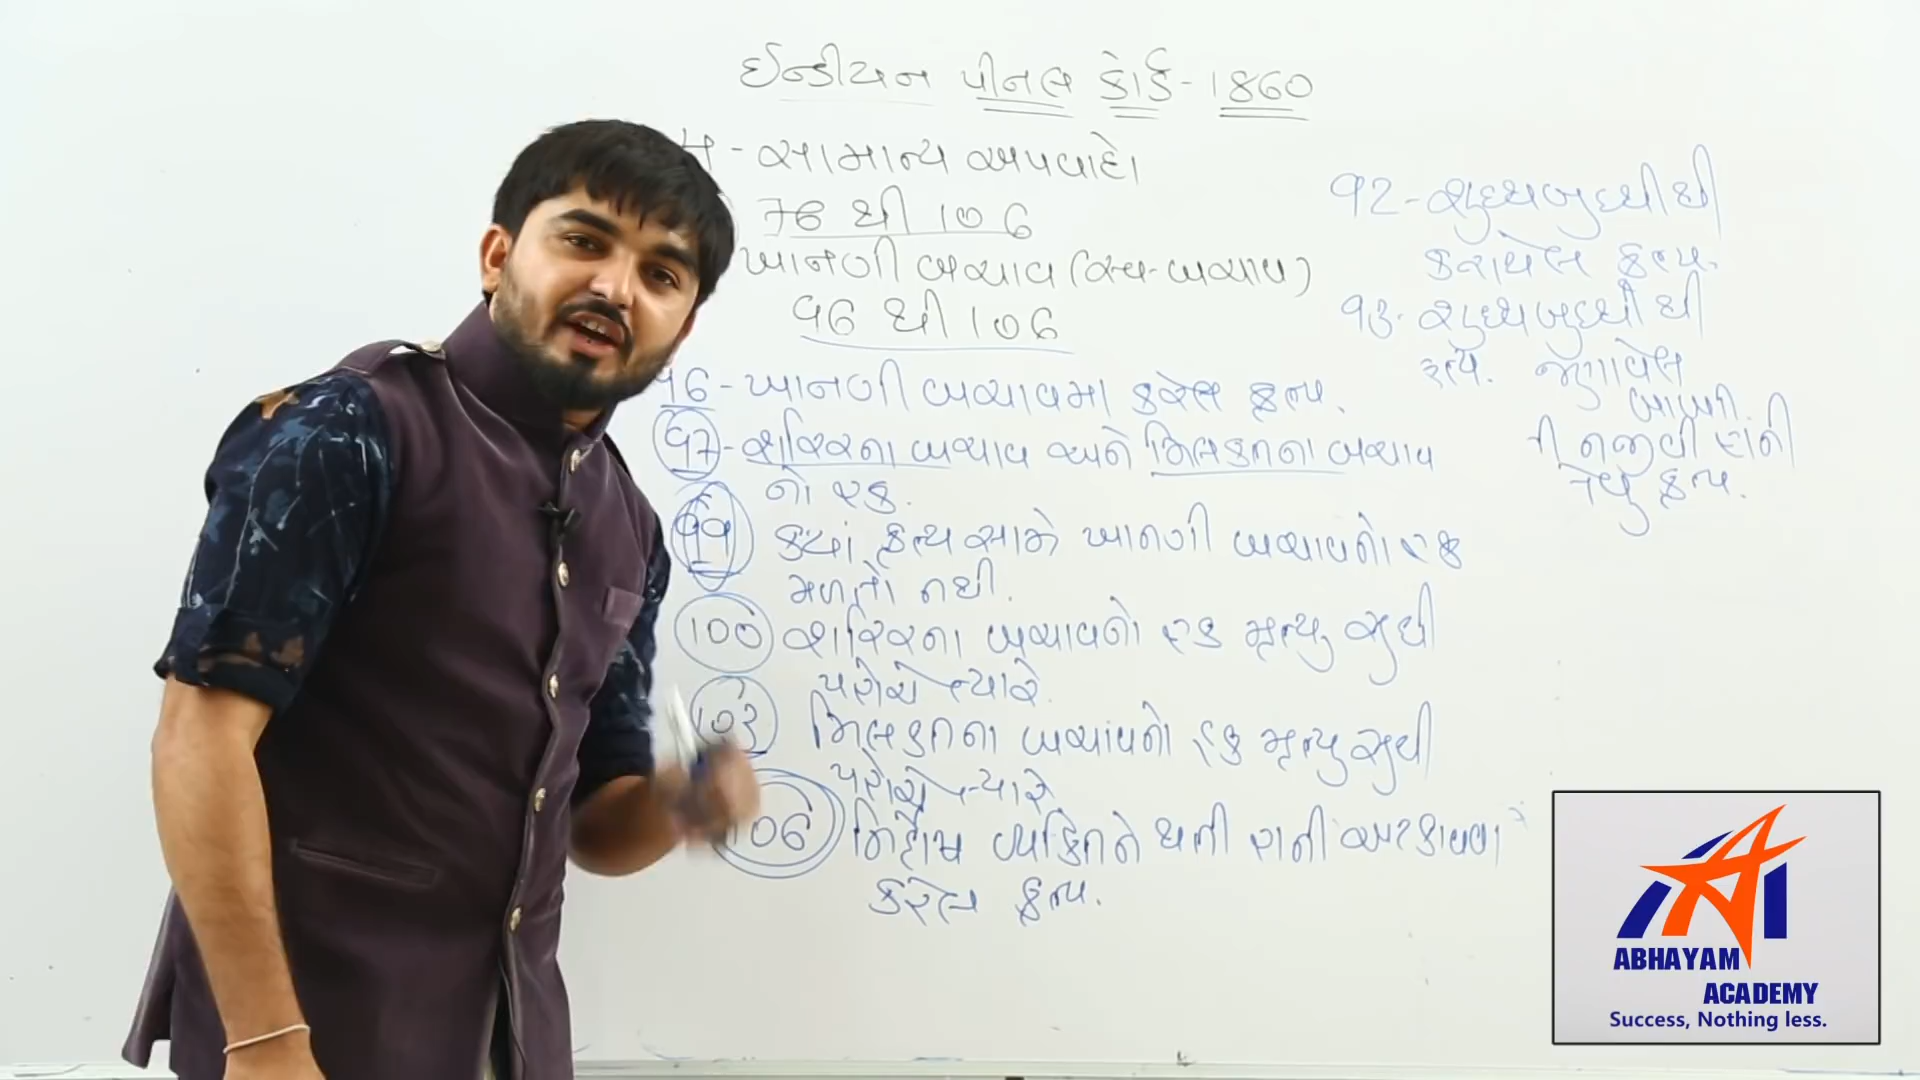 ઈન્ડીયન પીનલ કોર્ડ-1860
4 - સામાન્ય અપવાદો
76 થી 106
ખાનગી બચાવ (સ્વ-બચાવ)
96 થી 106
96 - ખાનગી બચાવમાં કરેલ કૃત્ય.
97 - શરિરના બચાવ અને મિલકતના બચાવ
નો હક.
99 કયાં કૃત્ય સામે ખાનગી બચાવનો હક
મળતો નથી.
100 શરિરના બચાવનો હક મૃત્યુ સુધી
પહોચે ત્યારે.
103 મિલકતના બચાવનો હક મૃત્યુ સુધી
પહોચે ત્યારે
106 નિર્દોષ વ્યકિતને થતી હાની અટકાવવા
કરેલ કૃત્ય.
92 - શુધ્ધબુધ્ધીથી
કરાયેલ કૃત્ય.
93 - શુધ્ધબુધ્ધીથી
જણાવેલ
નજીવી હાની
તેવુ કૃત્ય.
ABHAYAM
ACADEMY
Success, Nothing less.